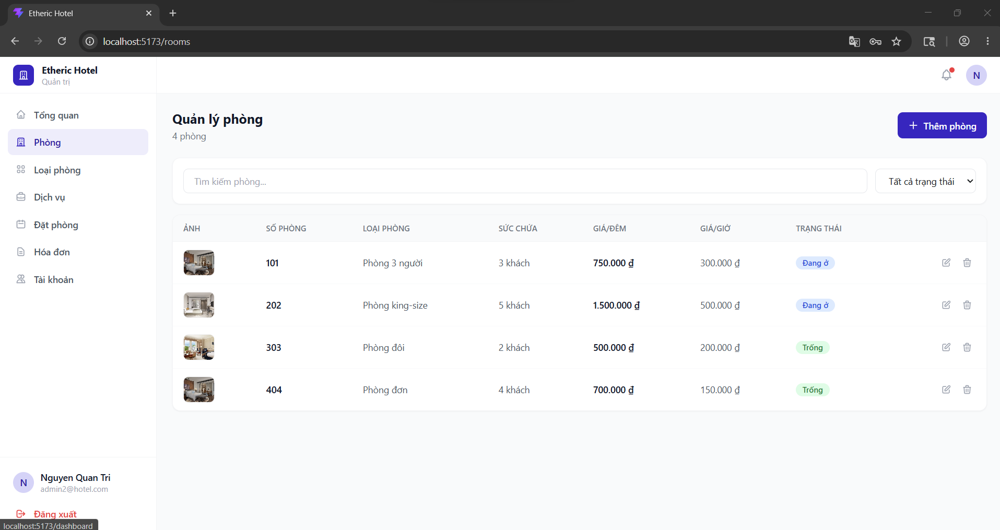 Etheric Hotel
localhost:5173/rooms
Etheric Hotel
Quản trị
N
Tổng quan
Phòng
Loại phòng
Dịch vụ
Đặt phòng
Hóa đơn
Tài khoản
Quản lý phòng
4 phòng
Thêm phòng
Tìm kiếm phòng...
Tất cả trạng thái
ẢNH SỐ PHÒNG LOẠI PHÒNG SỨC CHỨA GIÁ/ĐÊM GIÁ/GIỜ TRẠNG THÁI
101 Phòng 3 người 3 khách 750.000 ₫ 300.000 ₫ Đang ở
202 Phòng king-size 5 khách 1.500.000 ₫ 500.000 ₫ Đang ở
303 Phòng đôi 2 khách 500.000 ₫ 200.000 ₫ Trống
404 Phòng đơn 4 khách 700.000 ₫ 150.000 ₫ Trống
N
Nguyen Quan Tri
admin2@hotel.com
Đăng xuất
localhost:5173/dashboard